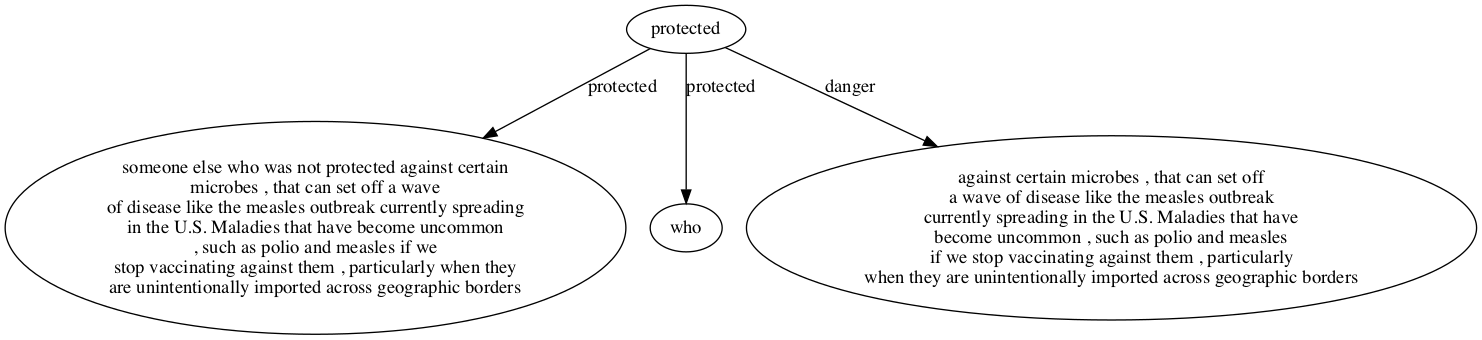 protected
protected
protected
danger
someone else who was not protected against certain
microbes , that can set off a wave
of disease like the measles outbreak currently spreading
in the U.S. Maladies that have become uncommon
, such as polio and measles if we
stop vaccinating against them , particularly when they
are unintentionally imported across geographic borders
who
against certain microbes , that can set off
a wave of disease like the measles outbreak
currently spreading in the U.S. Maladies that have
become uncommon , such as polio and measles
if we stop vaccinating against them , particularly
when they are unintentionally imported across geographic borders